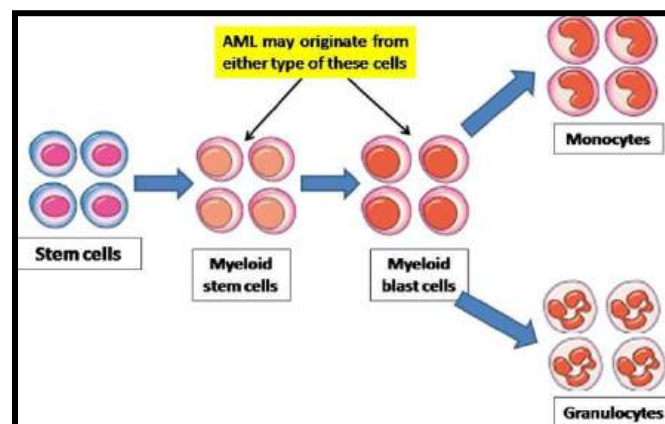 AML may originate from
either type of these cells
Monocytes
Stem cells
Myeloid
stem cells
Myeloid
blast cells
Granulocytes